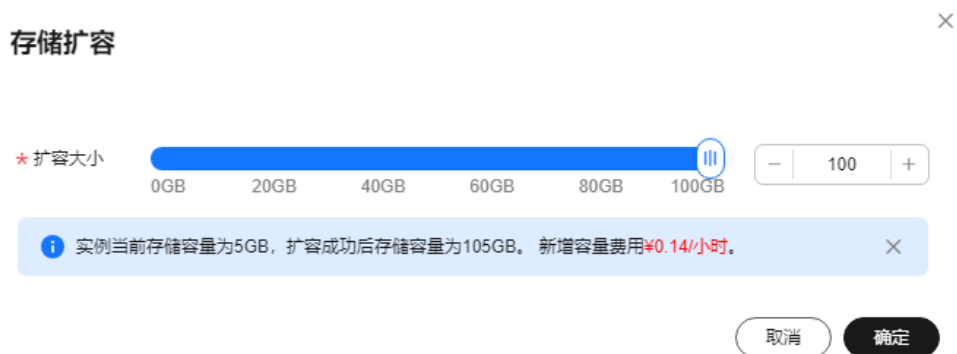 存储扩容
* 扩容大小
100
0GB 20GB 40GB 60GB 80GB 100GB
实例当前存储容量为5GB，扩容成功后存储容量为105GB。 新增容量费用¥0.14/小时。
取消 确定